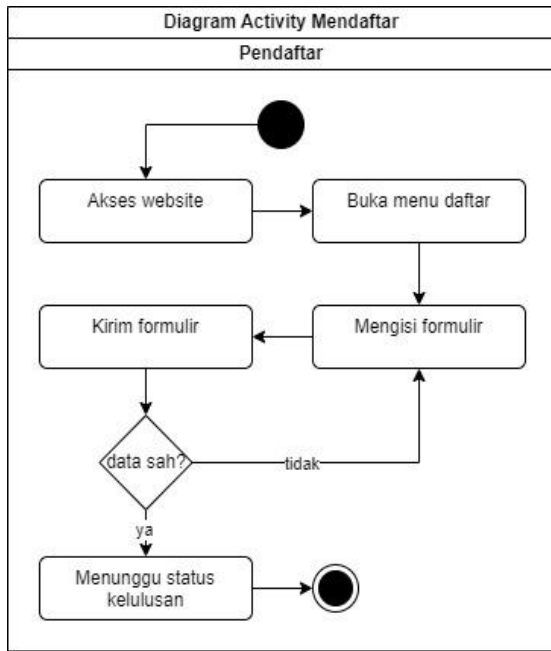 Diagram Activity Mendaftar
Pendaftar
Akses website
Buka menu daftar
Kirim formulir
Mengisi formulir
data sah?
tidak
ya
Menunggu status
kelulusan